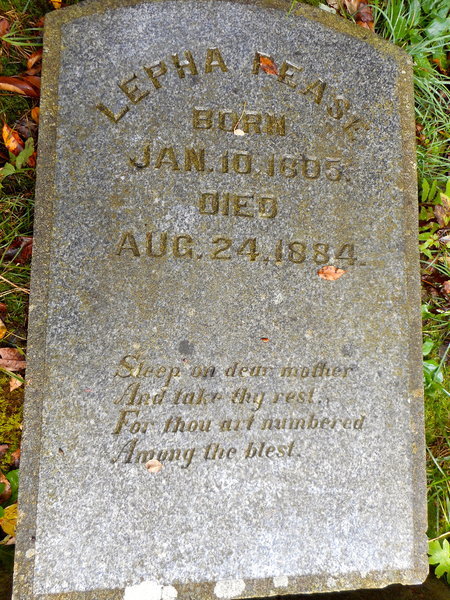 LEPHA PEASE
BORN
JAN. 10. 1805.
DIED
AUG. 24. 1884.
Sleep on dear mother
And take thy rest,
For thou art numbered
Among the blest.